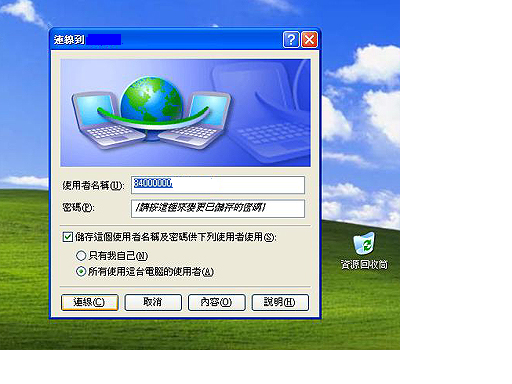 連線到
使用者名稱(U):
84000000
密碼(P):
[請按這裡來變更已儲存的密碼]
儲存這個使用者名稱及密碼供下列使用者使用(S):
只有我自己(N)
所有使用這台電腦的使用者(A)
連線(C) 取消 內容(O) 說明(H)
資源回收筒